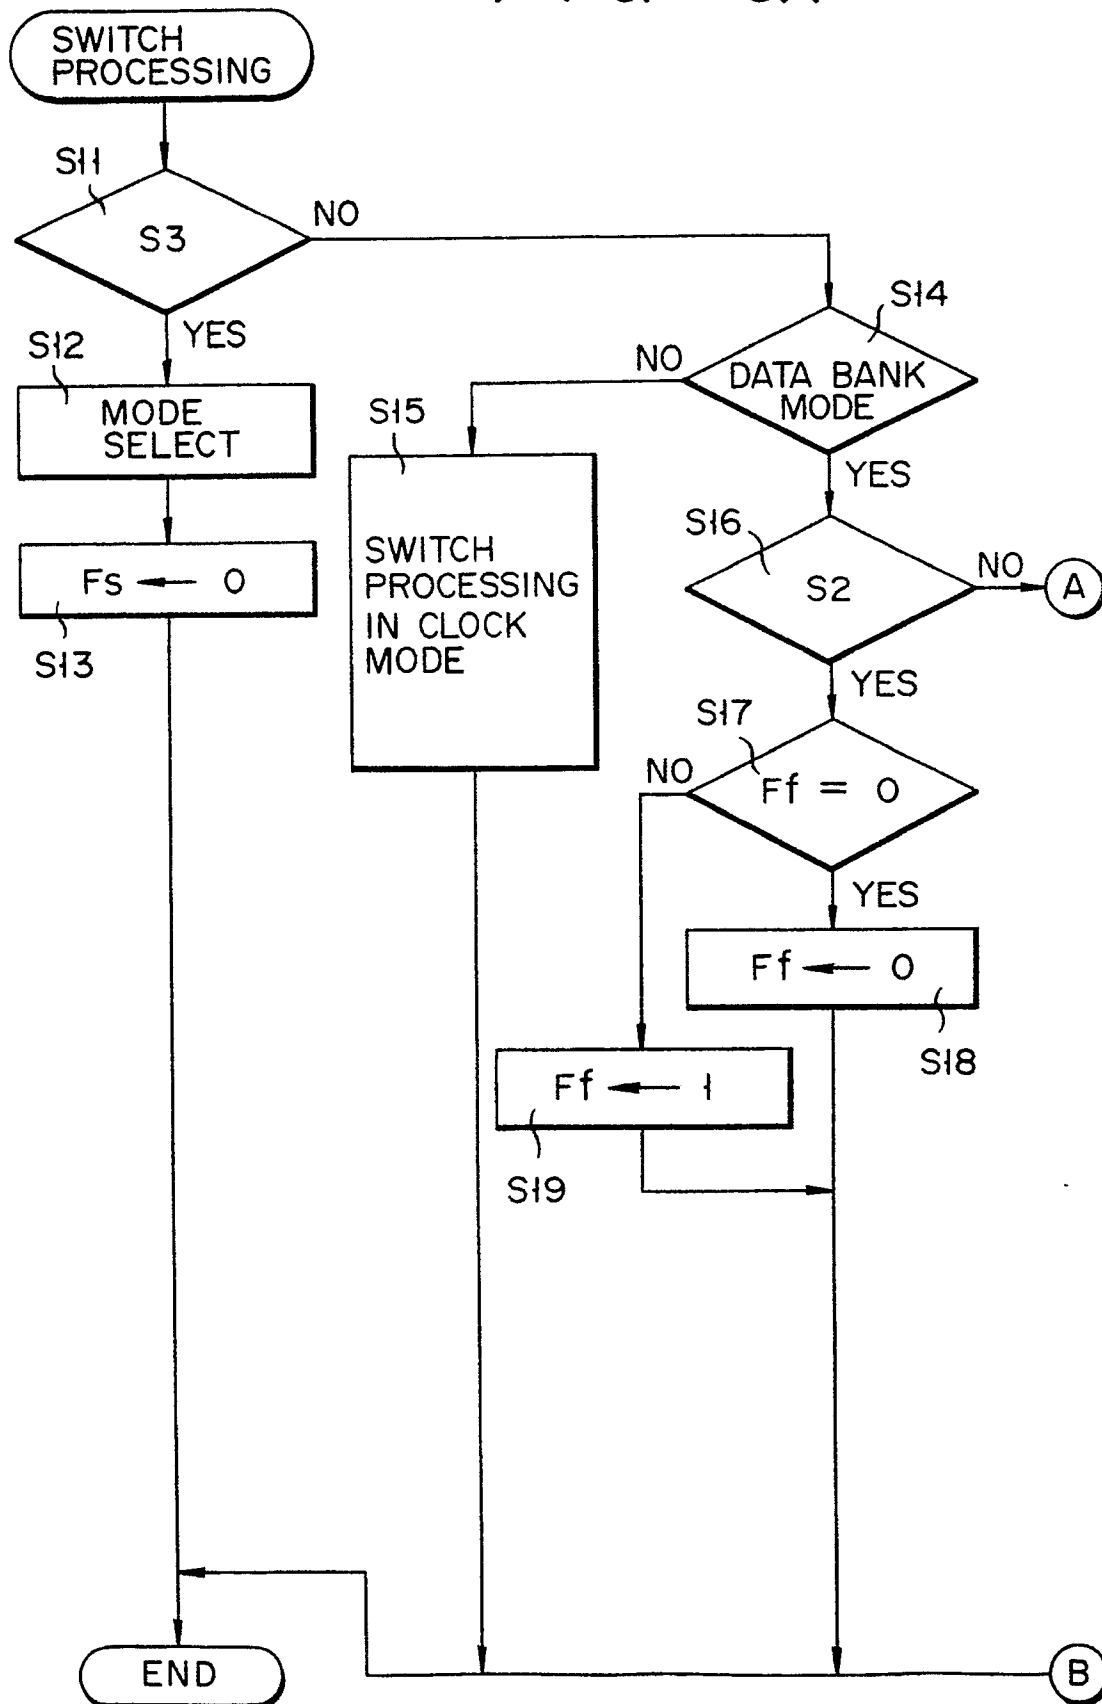 SWITCH
PROCESSING
S11
S3
NO
YES
S12
MODE
SELECT
Fs ← 0
S13
S14
DATA BANK
MODE
NO
YES
S15
SWITCH
PROCESSING
IN CLOCK
MODE
S16
S2
NO
A
YES
S17
Ff = 0
NO
YES
Ff ← 0
S18
Ff ← 1
S19
END
B